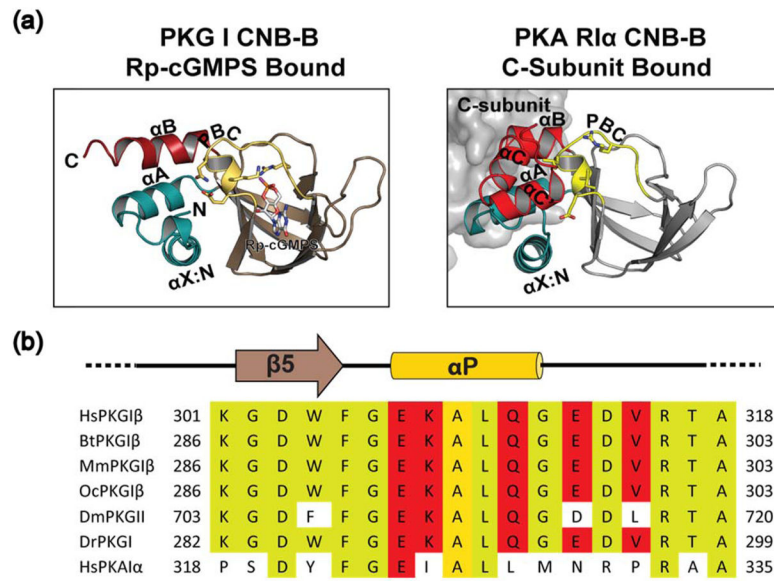 (a)
PKG I CNB-B
Rp-cGMPS Bound
αB
PBC
C
αA
N
Rp-cGMPS
αX:N
PKA RIα CNB-B
C-Subunit Bound
C-subunit
αB
PBC
αC
αA
αC'
αX:N
(b)
β5
αP
HsPKGIβ 301 K G D W F G E K A L Q G E D V R T A 318
BtPKGIβ 286 K G D W F G E K A L Q G E D V R T A 303
MmPKGIβ 286 K G D W F G E K A L Q G E D V R T A 303
OcPKGIβ 286 K G D W F G E K A L Q G E D V R T A 303
DmPKGII 703 K G D F F G E K A L Q G D D L R T A 720
DrPKGI 282 K G D W F G E K A L Q G E D V R T A 299
HsPKAIα 318 P S D Y F G E I A L L M N R P R A A 335